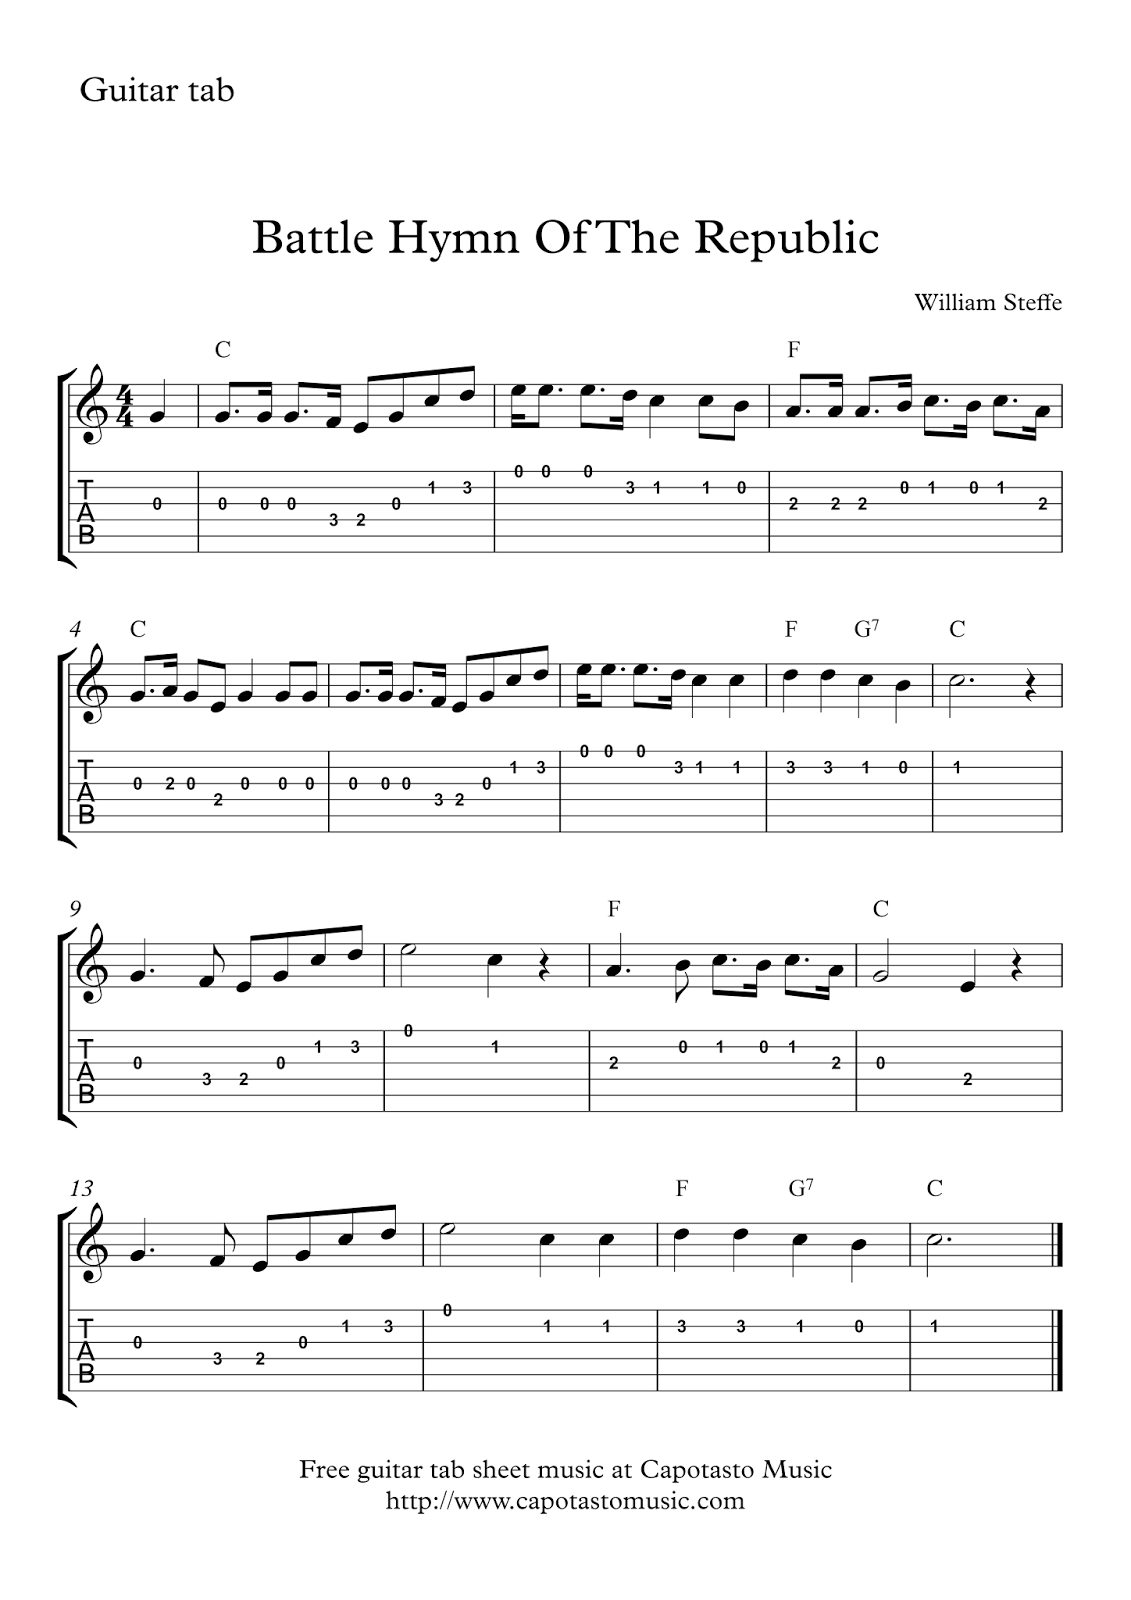 Guitar tab
Battle Hymn Of The Republic
William Steffe
C F
4 4
0 0 0 0 3 2 0 1 3 0 0 0 3 1 1 0 2 2 2 0 1 0 1 2
T
A
B
4 C F G7 C
0 2 0 2 0 0 0 0 0 0 3 2 0 1 3 0 0 0 3 1 1 3 3 1 0 1
T
A
B
9 F C
0 3 2 0 1 3 0 1 2 0 1 0 1 2 0 2
T
A
B
13 F G7 C
0 3 2 0 1 3 0 1 1 3 3 1 0 1
T
A
B
Free guitar tab sheet music at Capotasto Music
http://www.capotastomusic.com